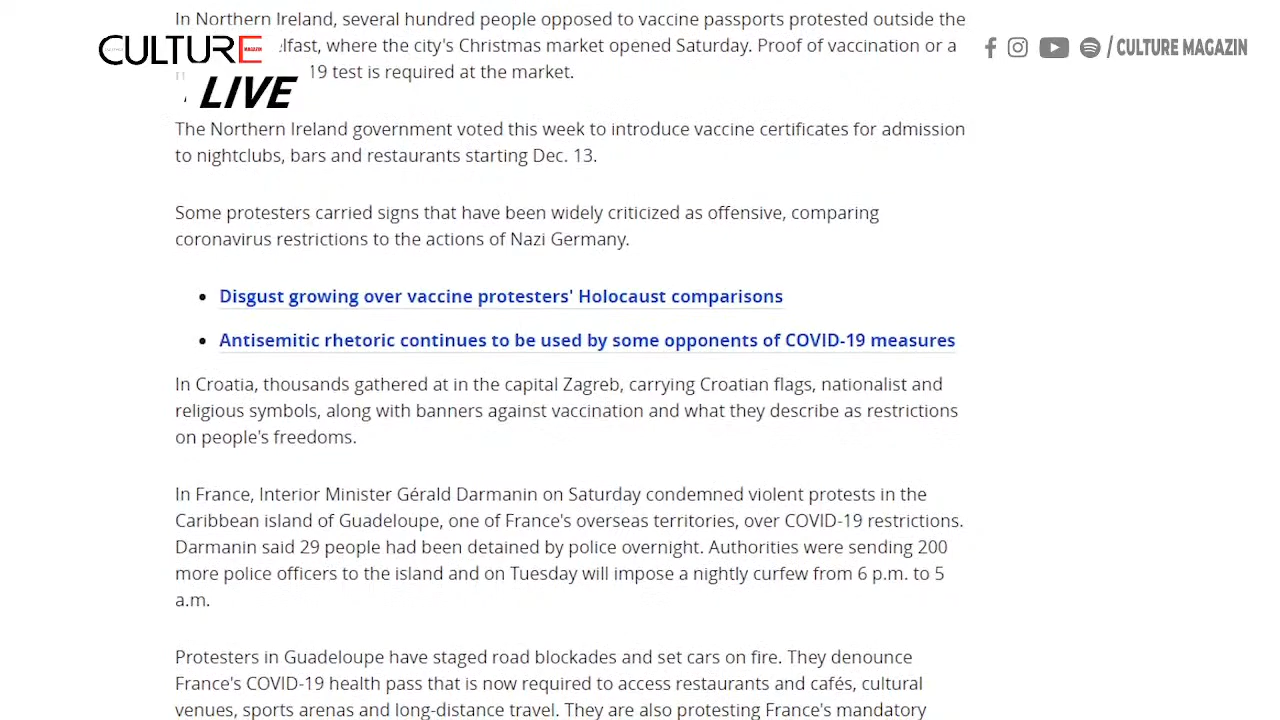 In Northern Ireland, several hundred people opposed to vaccine passports protested outside the
CULTURE MAGAZIN
lfast, where the city's Christmas market opened Saturday. Proof of vaccination or a
/ CULTURE MAGAZIN
19 test is required at the market.
LIVE
The Northern Ireland government voted this week to introduce vaccine certificates for admission
to nightclubs, bars and restaurants starting Dec. 13.
Some protesters carried signs that have been widely criticized as offensive, comparing
coronavirus restrictions to the actions of Nazi Germany.
• Disgust growing over vaccine protesters' Holocaust comparisons
• Antisemitic rhetoric continues to be used by some opponents of COVID-19 measures
In Croatia, thousands gathered at in the capital Zagreb, carrying Croatian flags, nationalist and
religious symbols, along with banners against vaccination and what they describe as restrictions
on people's freedoms.
In France, Interior Minister Gérald Darmanin on Saturday condemned violent protests in the
Caribbean island of Guadeloupe, one of France's overseas territories, over COVID-19 restrictions.
Darmanin said 29 people had been detained by police overnight. Authorities were sending 200
more police officers to the island and on Tuesday will impose a nightly curfew from 6 p.m. to 5
a.m.
Protesters in Guadeloupe have staged road blockades and set cars on fire. They denounce
France's COVID-19 health pass that is now required to access restaurants and cafés, cultural
venues, sports arenas and long-distance travel. They are also protesting France's mandatory